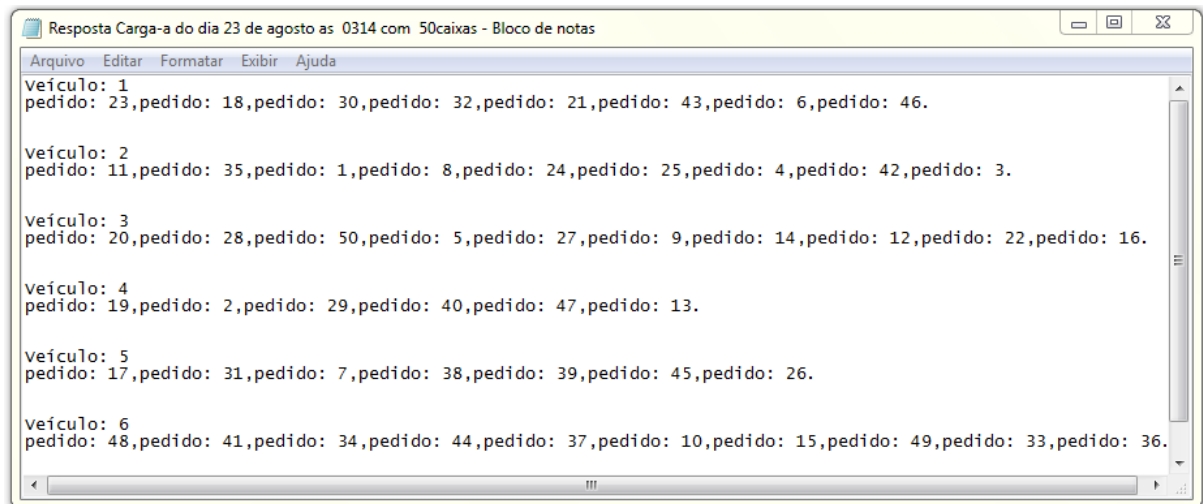 Resposta Carga-a do dia 23 de agosto as  0314 com  50caixas - Bloco de notas
Arquivo Editar Formatar Exibir Ajuda
Veículo: 1
pedido: 23,pedido: 18,pedido: 30,pedido: 32,pedido: 21,pedido: 43,pedido: 6,pedido: 46.
Veículo: 2
pedido: 11,pedido: 35,pedido: 1,pedido: 8,pedido: 24,pedido: 25,pedido: 4,pedido: 42,pedido: 3.
Veículo: 3
pedido: 20,pedido: 28,pedido: 50,pedido: 5,pedido: 27,pedido: 9,pedido: 14,pedido: 12,pedido: 22,pedido: 16.
Veículo: 4
pedido: 19,pedido: 2,pedido: 29,pedido: 40,pedido: 47,pedido: 13.
Veículo: 5
pedido: 17,pedido: 31,pedido: 7,pedido: 38,pedido: 39,pedido: 45,pedido: 26.
Veículo: 6
pedido: 48,pedido: 41,pedido: 34,pedido: 44,pedido: 37,pedido: 10,pedido: 15,pedido: 49,pedido: 33,pedido: 36.